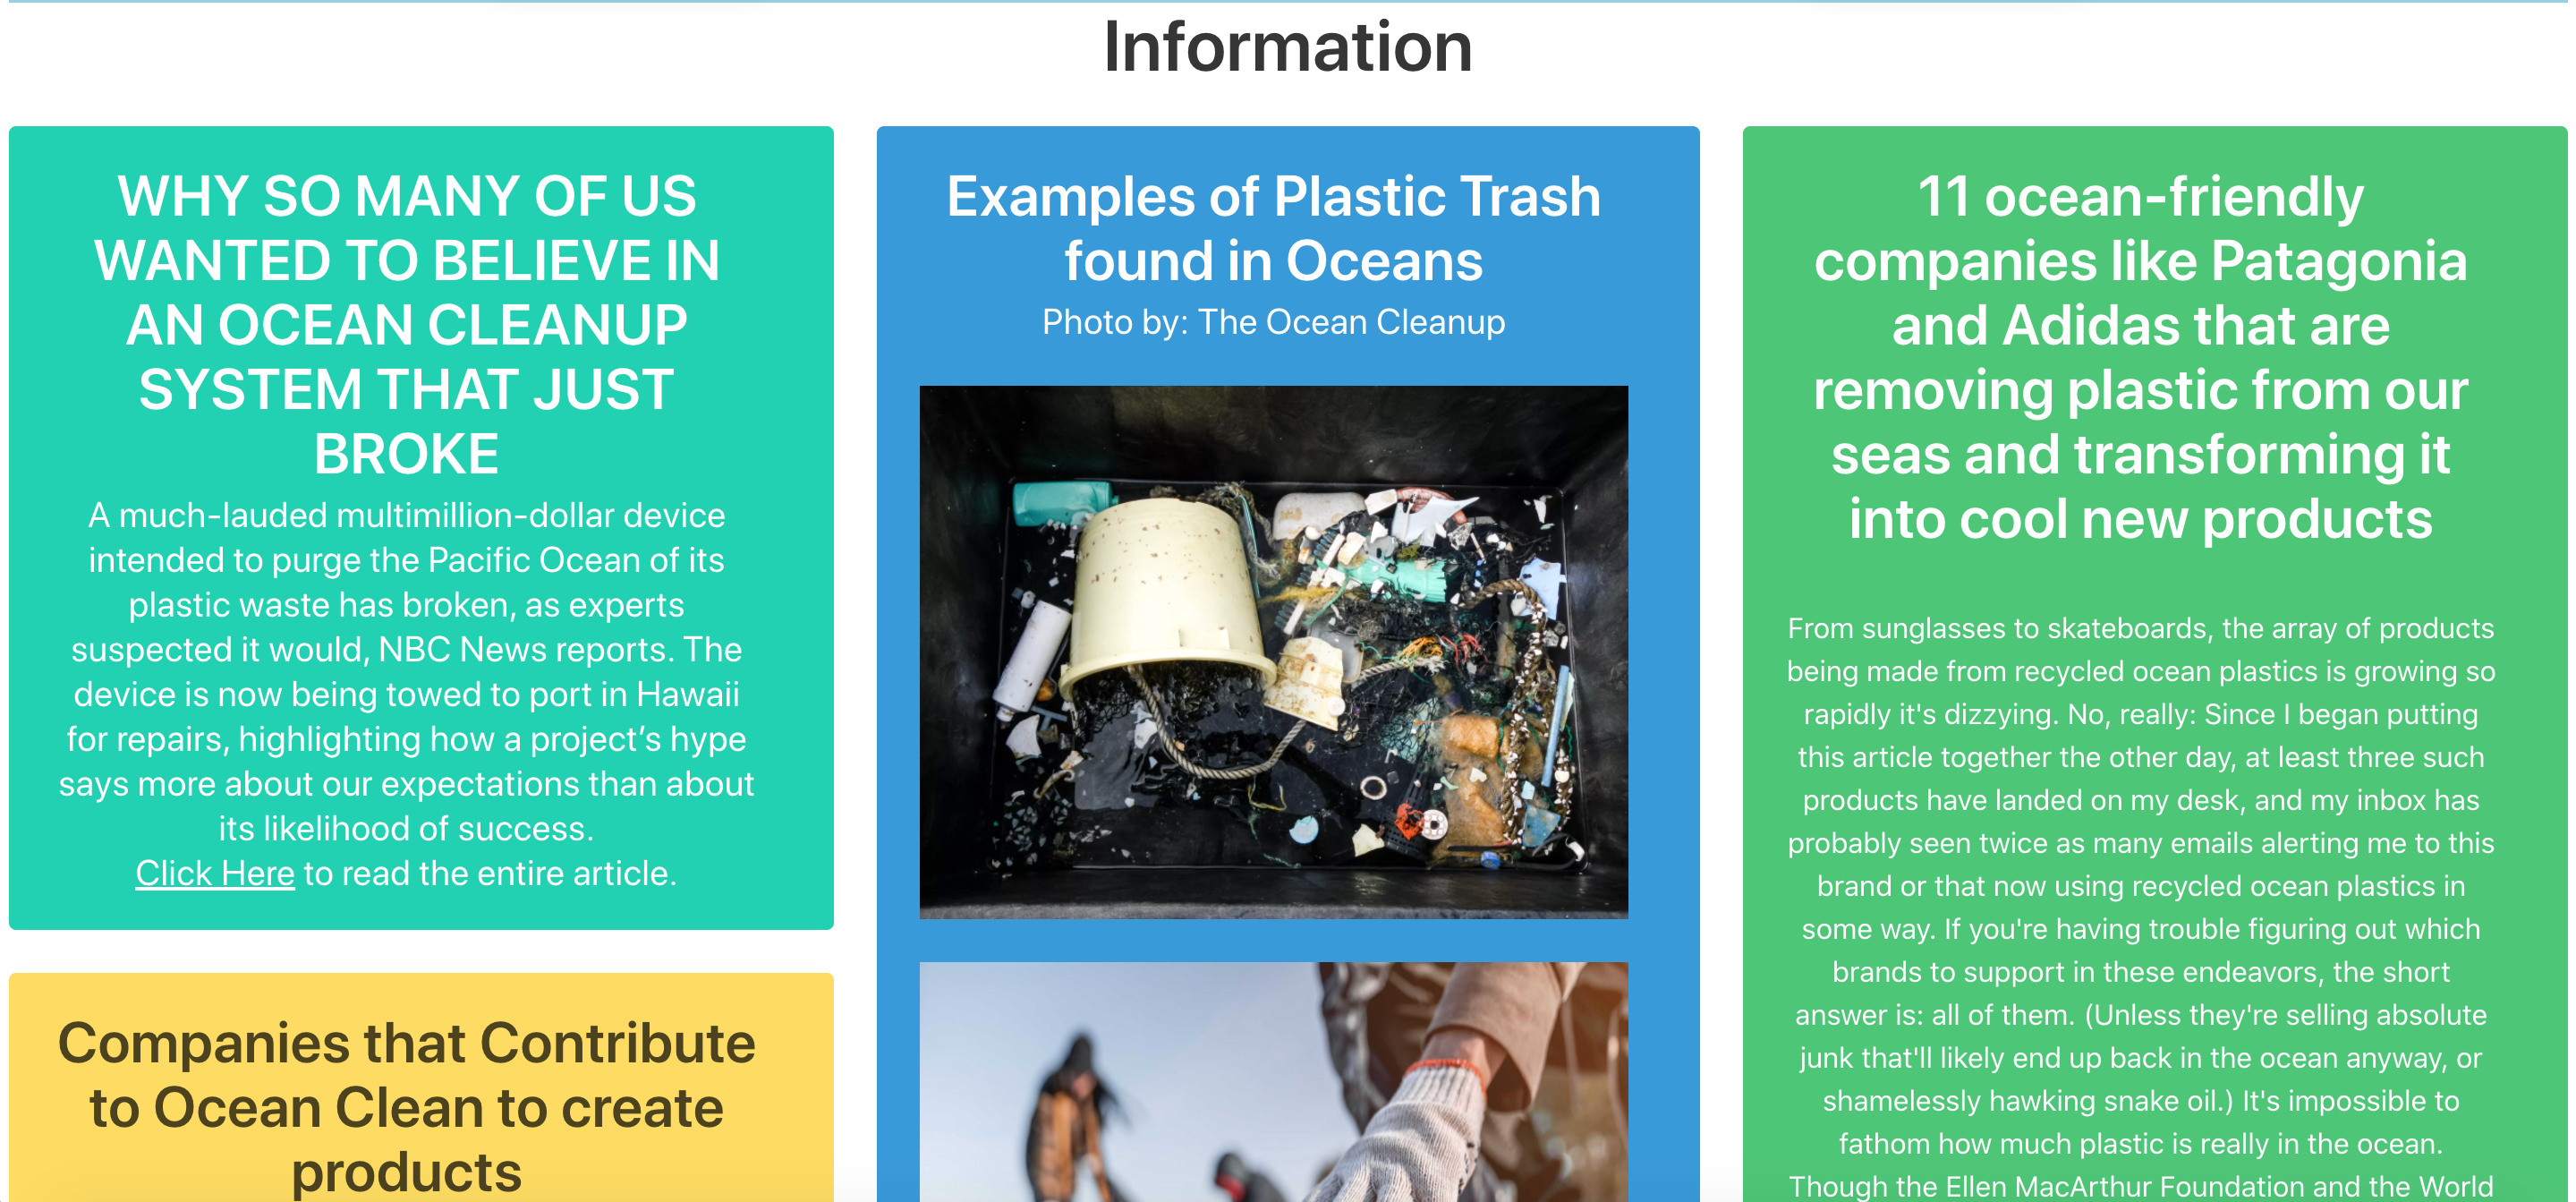 Information
WHY SO MANY OF US
WANTED TO BELIEVE IN
AN OCEAN CLEANUP
SYSTEM THAT JUST
BROKE
A much-lauded multimillion-dollar device
intended to purge the Pacific Ocean of its
plastic waste has broken, as experts
suspected it would, NBC News reports. The
device is now being towed to port in Hawaii
for repairs, highlighting how a project’s hype
says more about our expectations than about
its likelihood of success.
Click Here to read the entire article.
Companies that Contribute
to Ocean Clean to create
products
Examples of Plastic Trash
found in Oceans
Photo by: The Ocean Cleanup
11 ocean-friendly
companies like Patagonia
and Adidas that are
removing plastic from our
seas and transforming it
into cool new products
From sunglasses to skateboards, the array of products
being made from recycled ocean plastics is growing so
rapidly it's dizzying. No, really: Since I began putting
this article together the other day, at least three such
products have landed on my desk, and my inbox has
probably seen twice as many emails alerting me to this
brand or that now using recycled ocean plastics in
some way. If you're having trouble figuring out which
brands to support in these endeavors, the short
answer is: all of them. (Unless they're selling absolute
junk that'll likely end up back in the ocean anyway, or
shamelessly hawking snake oil.) It's impossible to
fathom how much plastic is really in the ocean.
Though the Ellen MacArthur Foundation and the World